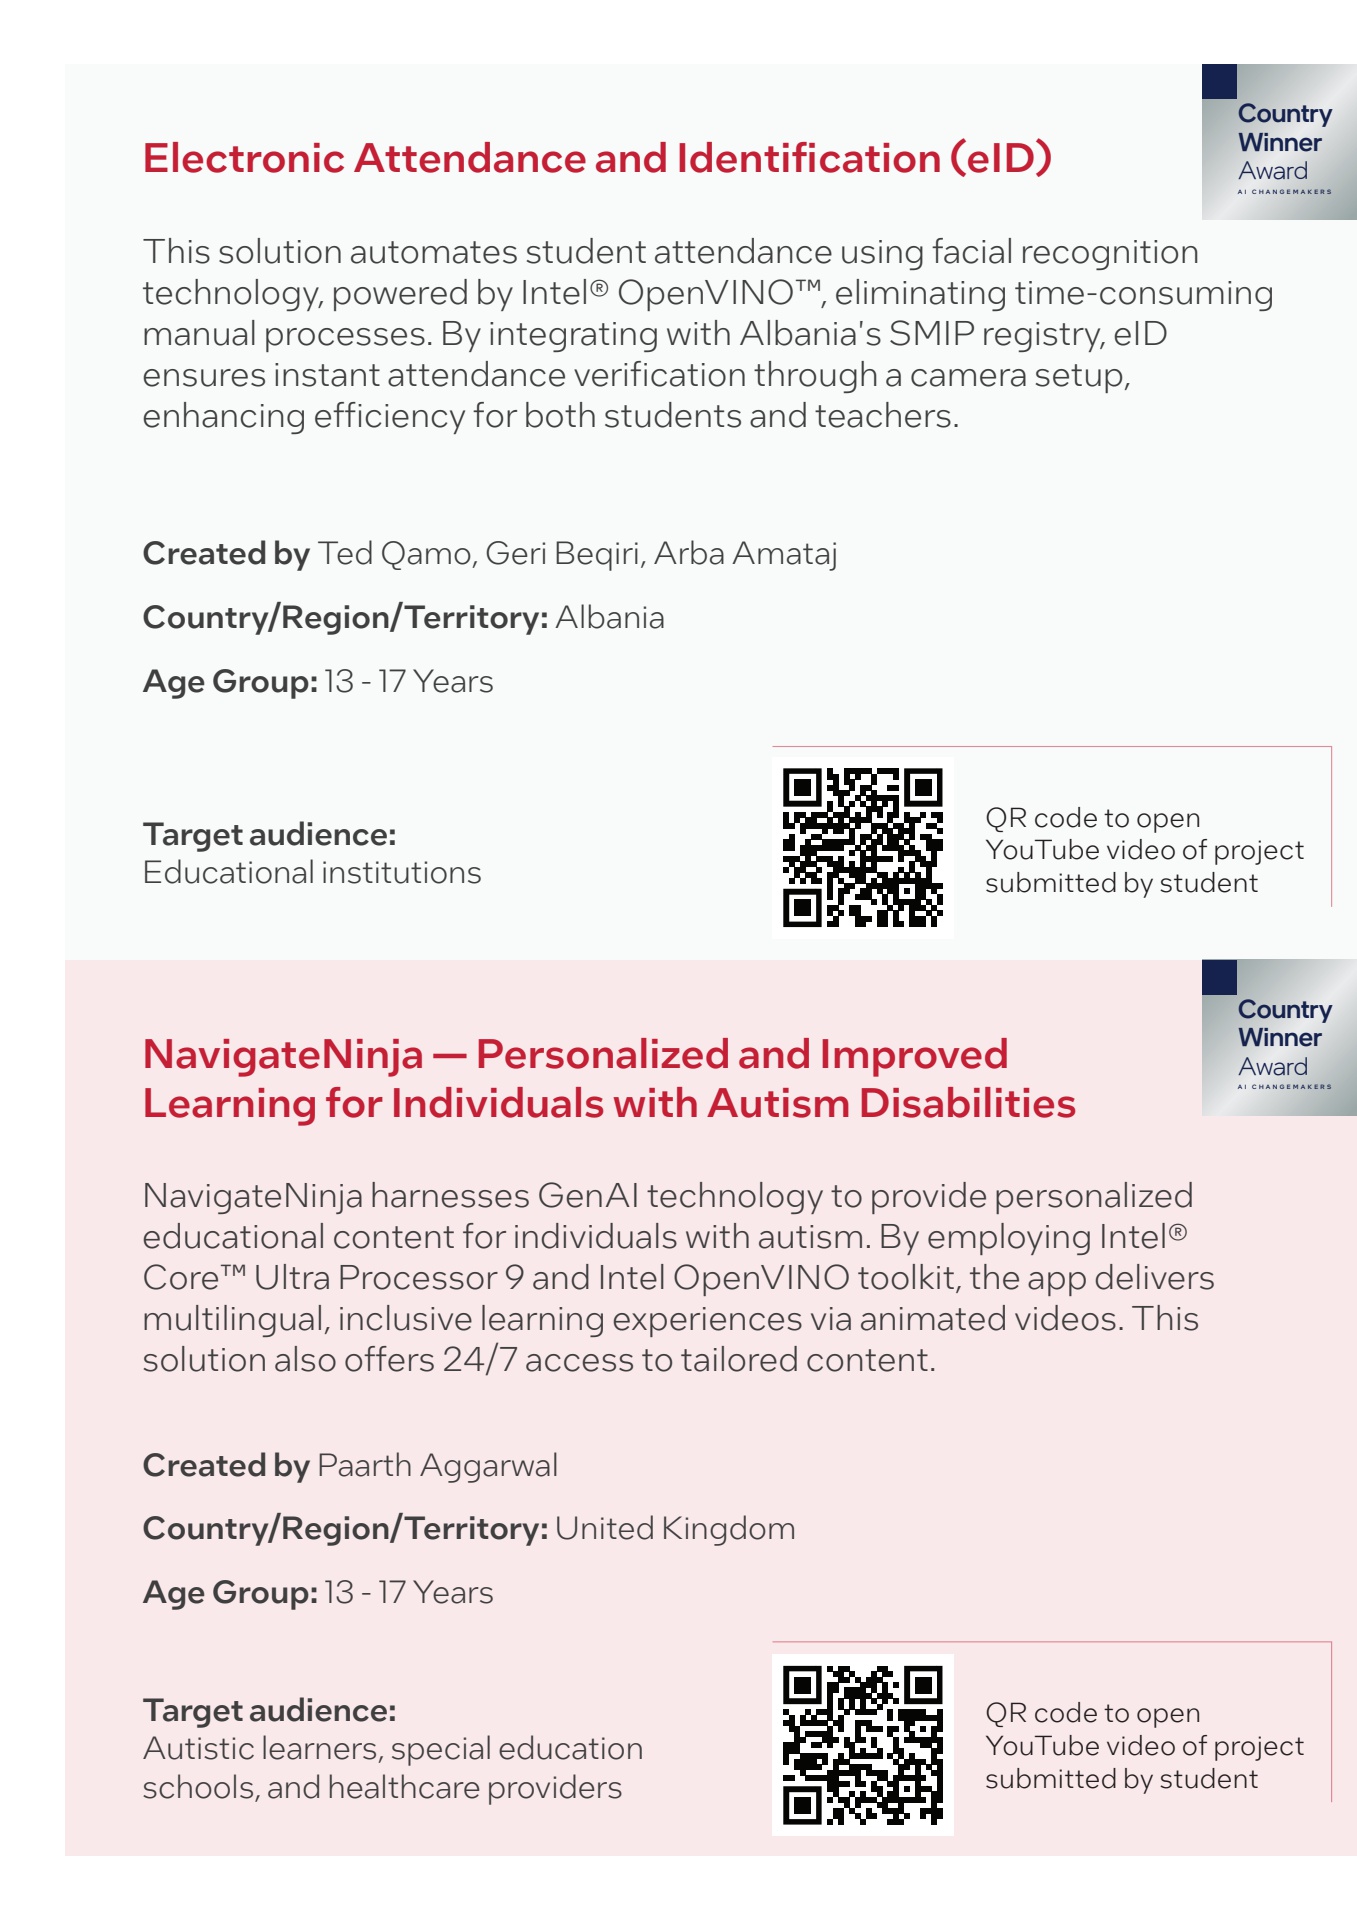 Country
Winner
Award
AI CHANGEMAKERS
Electronic Attendance and Identification (eID)
This solution automates student attendance using facial recognition
technology, powered by Intel® OpenVINO™, eliminating time-consuming
manual processes. By integrating with Albania's SMIP registry, eID
ensures instant attendance verification through a camera setup,
enhancing efficiency for both students and teachers.
Created by Ted Qamo, Geri Beqiri, Arba Amataj
Country/Region/Territory: Albania
Age Group: 13 - 17 Years
Target audience:
Educational institutions
QR code to open
YouTube video of project
submitted by student
Country
Winner
Award
AI CHANGEMAKERS
NavigateNinja — Personalized and Improved
Learning for Individuals with Autism Disabilities
NavigateNinja harnesses GenAI technology to provide personalized
educational content for individuals with autism. By employing Intel®
Core™ Ultra Processor 9 and Intel OpenVINO toolkit, the app delivers
multilingual, inclusive learning experiences via animated videos. This
solution also offers 24/7 access to tailored content.
Created by Paarth Aggarwal
Country/Region/Territory: United Kingdom
Age Group: 13 - 17 Years
Target audience:
Autistic learners, special education
schools, and healthcare providers
QR code to open
YouTube video of project
submitted by student